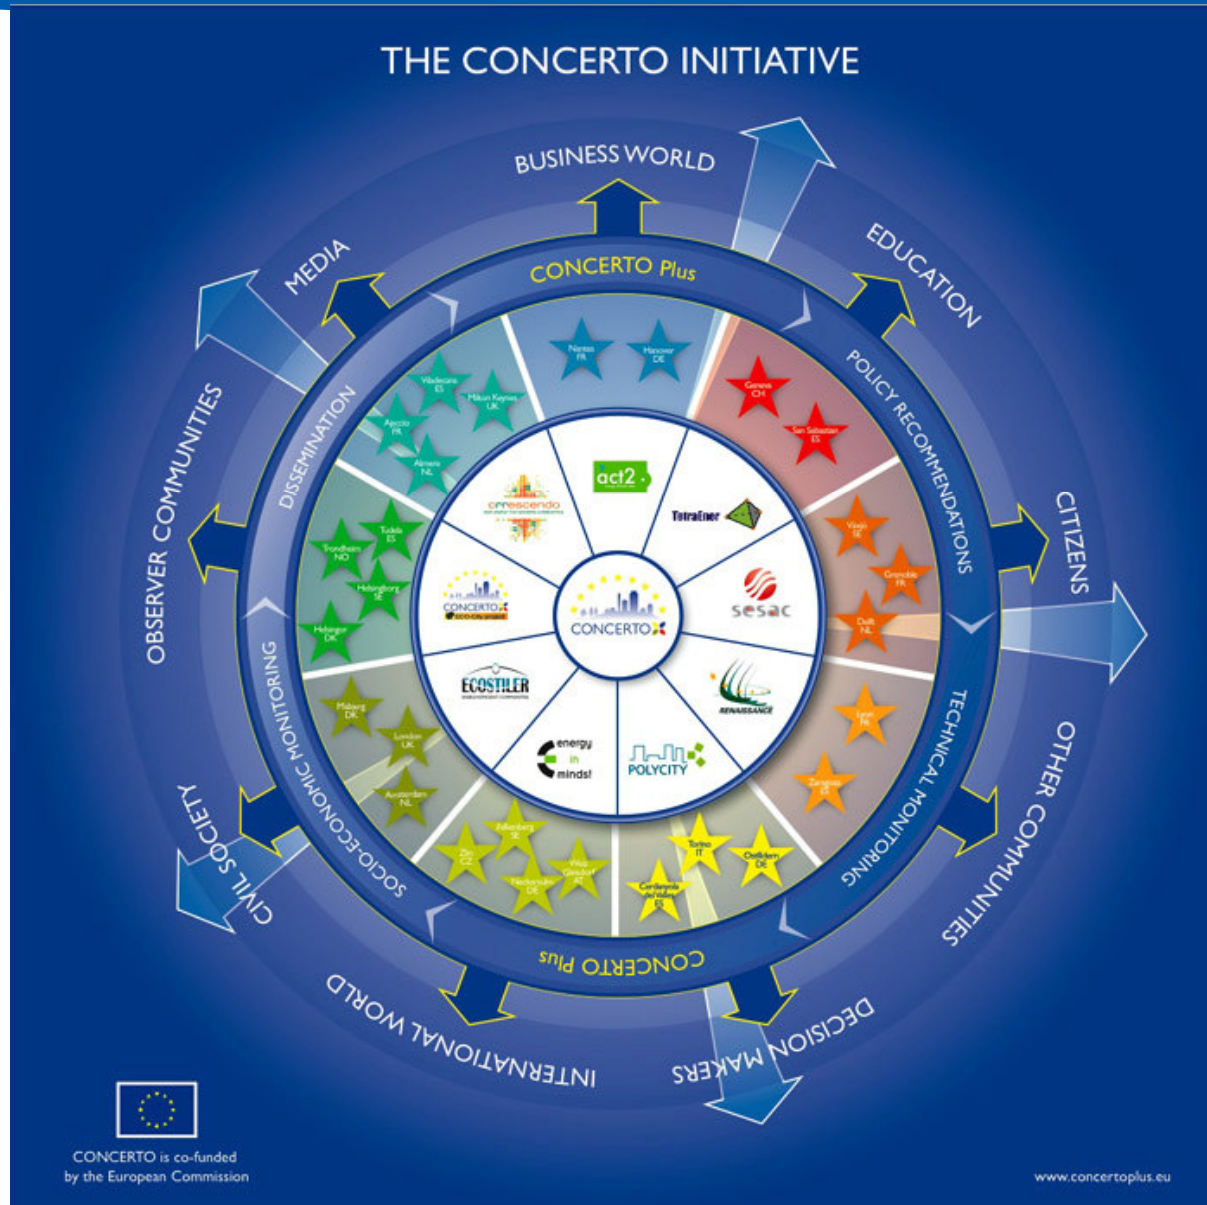 THE CONCERTO INITIATIVE
BUSINESS WORLD
EDUCATION
CITIZENS
OTHER COMMUNITIES
DECISION MAKERS
INTERNATIONAL WORLD
CIVIL SOCIETY
OBSERVER COMMUNITIES
MEDIA
CONCERTO Plus
POLICY RECOMMENDATIONS
TECHNICAL MONITORING
CONCERTO Plus
SOCIO-ECONOMIC MONITORING
DISSEMINATION
Nantes
FR
Hanover
DE
Geneva
CH
San Sebastian
ES
Växjö
SE
Grenoble
FR
Delft
NL
Lyon
FR
Zaragoza
ES
Torino
IT
Ostfildern
DE
Cerdanyola
del Vallès
ES
Falkenberg
SE
Zlín
CZ
Neckarsulm
DE
Weiz
Gleisdorf
AT
DK
London
UK
Amsterdam
NL
Tudela
ES
Trondheim
NO
Helsingborg
SE
Helsingør
DK
Viladecans
ES
Milton Keynes
UK
Ajaccio
FR
Almere
NL
act2
TetraEner
sesac
RENAISSANCE
POLYCITY
energy
in
minds!
ECOSTILER
CONCERTO
ECO-City project
crrescendo
CONCERTO
CONCERTO is co-funded
by the European Commission
www.concertoplus.eu